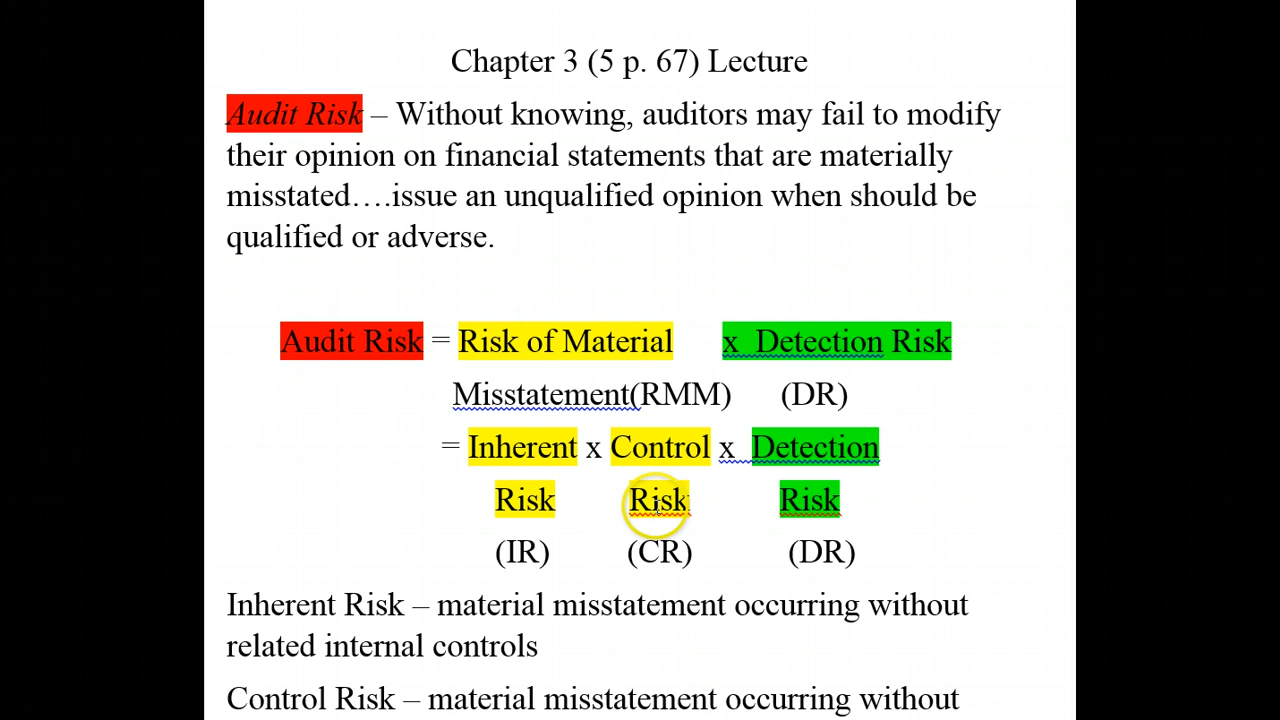 Chapter 3 (5 p. 67) Lecture
Audit Risk – Without knowing, auditors may fail to modify
their opinion on financial statements that are materially
misstated….issue an unqualified opinion when should be
qualified or adverse.
Audit Risk = Risk of Material x Detection Risk
Misstatement(RMM) (DR)
= Inherent x Control x Detection
Risk Risk Risk
(IR) (CR) (DR)
Inherent Risk – material misstatement occurring without
related internal controls
Control Risk – material misstatement occurring without